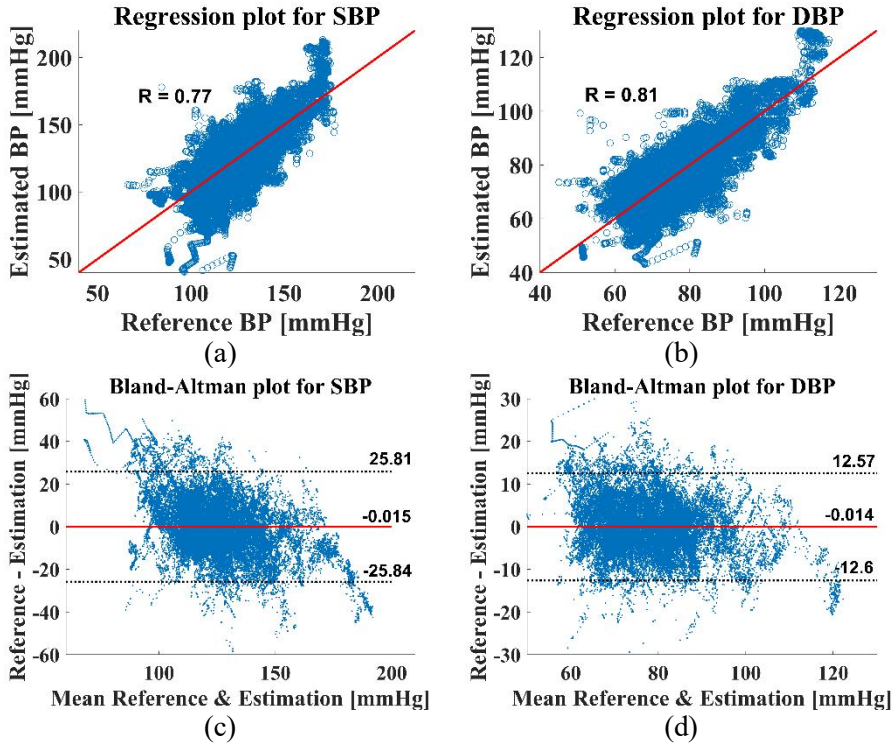 Regression plot for SBP
Estimated BP [mmHg]
200
150
100
50
R = 0.77
50 100 150 200
Reference BP [mmHg]
(a)
Regression plot for DBP
Estimated BP [mmHg]
120
100
80
60
40
R = 0.81
40 60 80 100 120
Reference BP [mmHg]
(b)
Bland-Altman plot for SBP
Reference - Estimation [mmHg]
60
40
20
0
-20
-40
-60
25.81
-0.015
-25.84
100 150 200
Mean Reference & Estimation [mmHg]
(c)
Bland-Altman plot for DBP
Reference - Estimation [mmHg]
30
20
10
0
-10
-20
-30
12.57
-0.014
-12.6
60 80 100 120
Mean Reference & Estimation [mmHg]
(d)